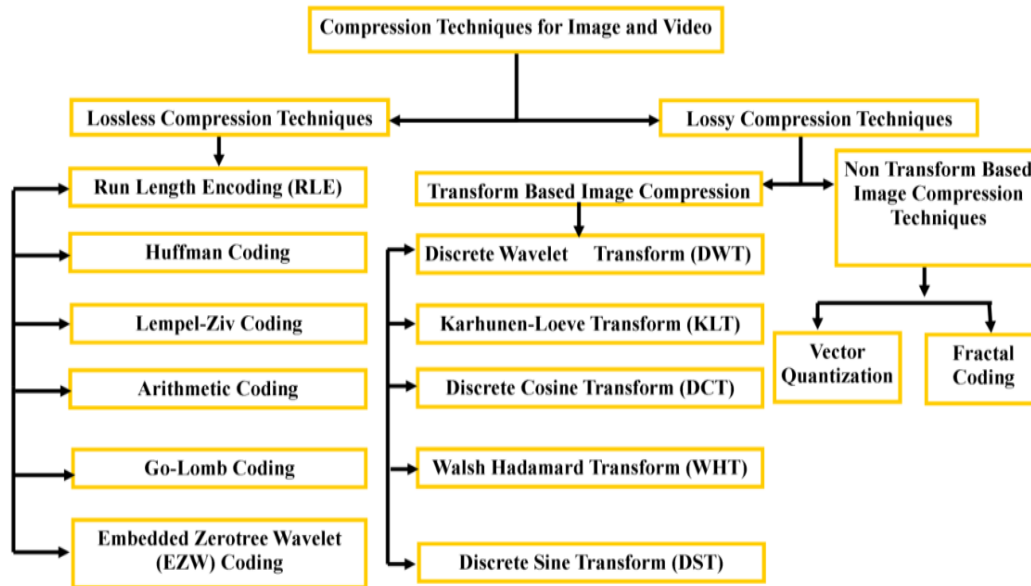 Compression Techniques for Image and Video
Lossless Compression Techniques
Lossy Compression Techniques
Run Length Encoding (RLE)
Huffman Coding
Lempel-Ziv Coding
Arithmetic Coding
Go-Lomb Coding
Embedded Zerotree Wavelet
(EZW) Coding
Transform Based Image Compression
Discrete Wavelet Transform (DWT)
Karhunen-Loeve Transform (KLT)
Discrete Cosine Transform (DCT)
Walsh Hadamard Transform (WHT)
Discrete Sine Transform (DST)
Non Transform Based
Image Compression
Techniques
Vector
Quantization
Fractal
Coding